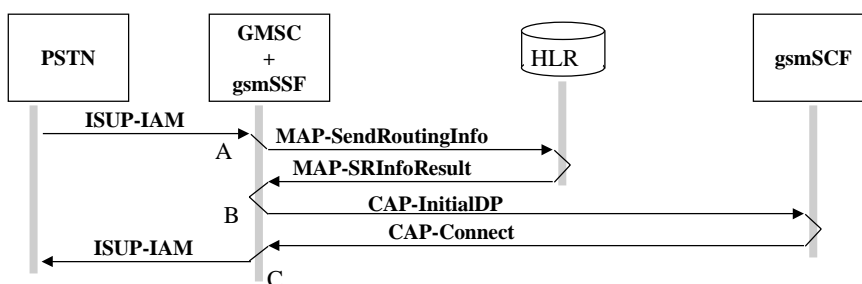 PSTN
GMSC
+
gsmSSF
HLR
gsmSCF
ISUP-IAM
A
MAP-SendRoutingInfo
MAP-SRInfoResult
B
CAP-InitialDP
CAP-Connect
ISUP-IAM
C